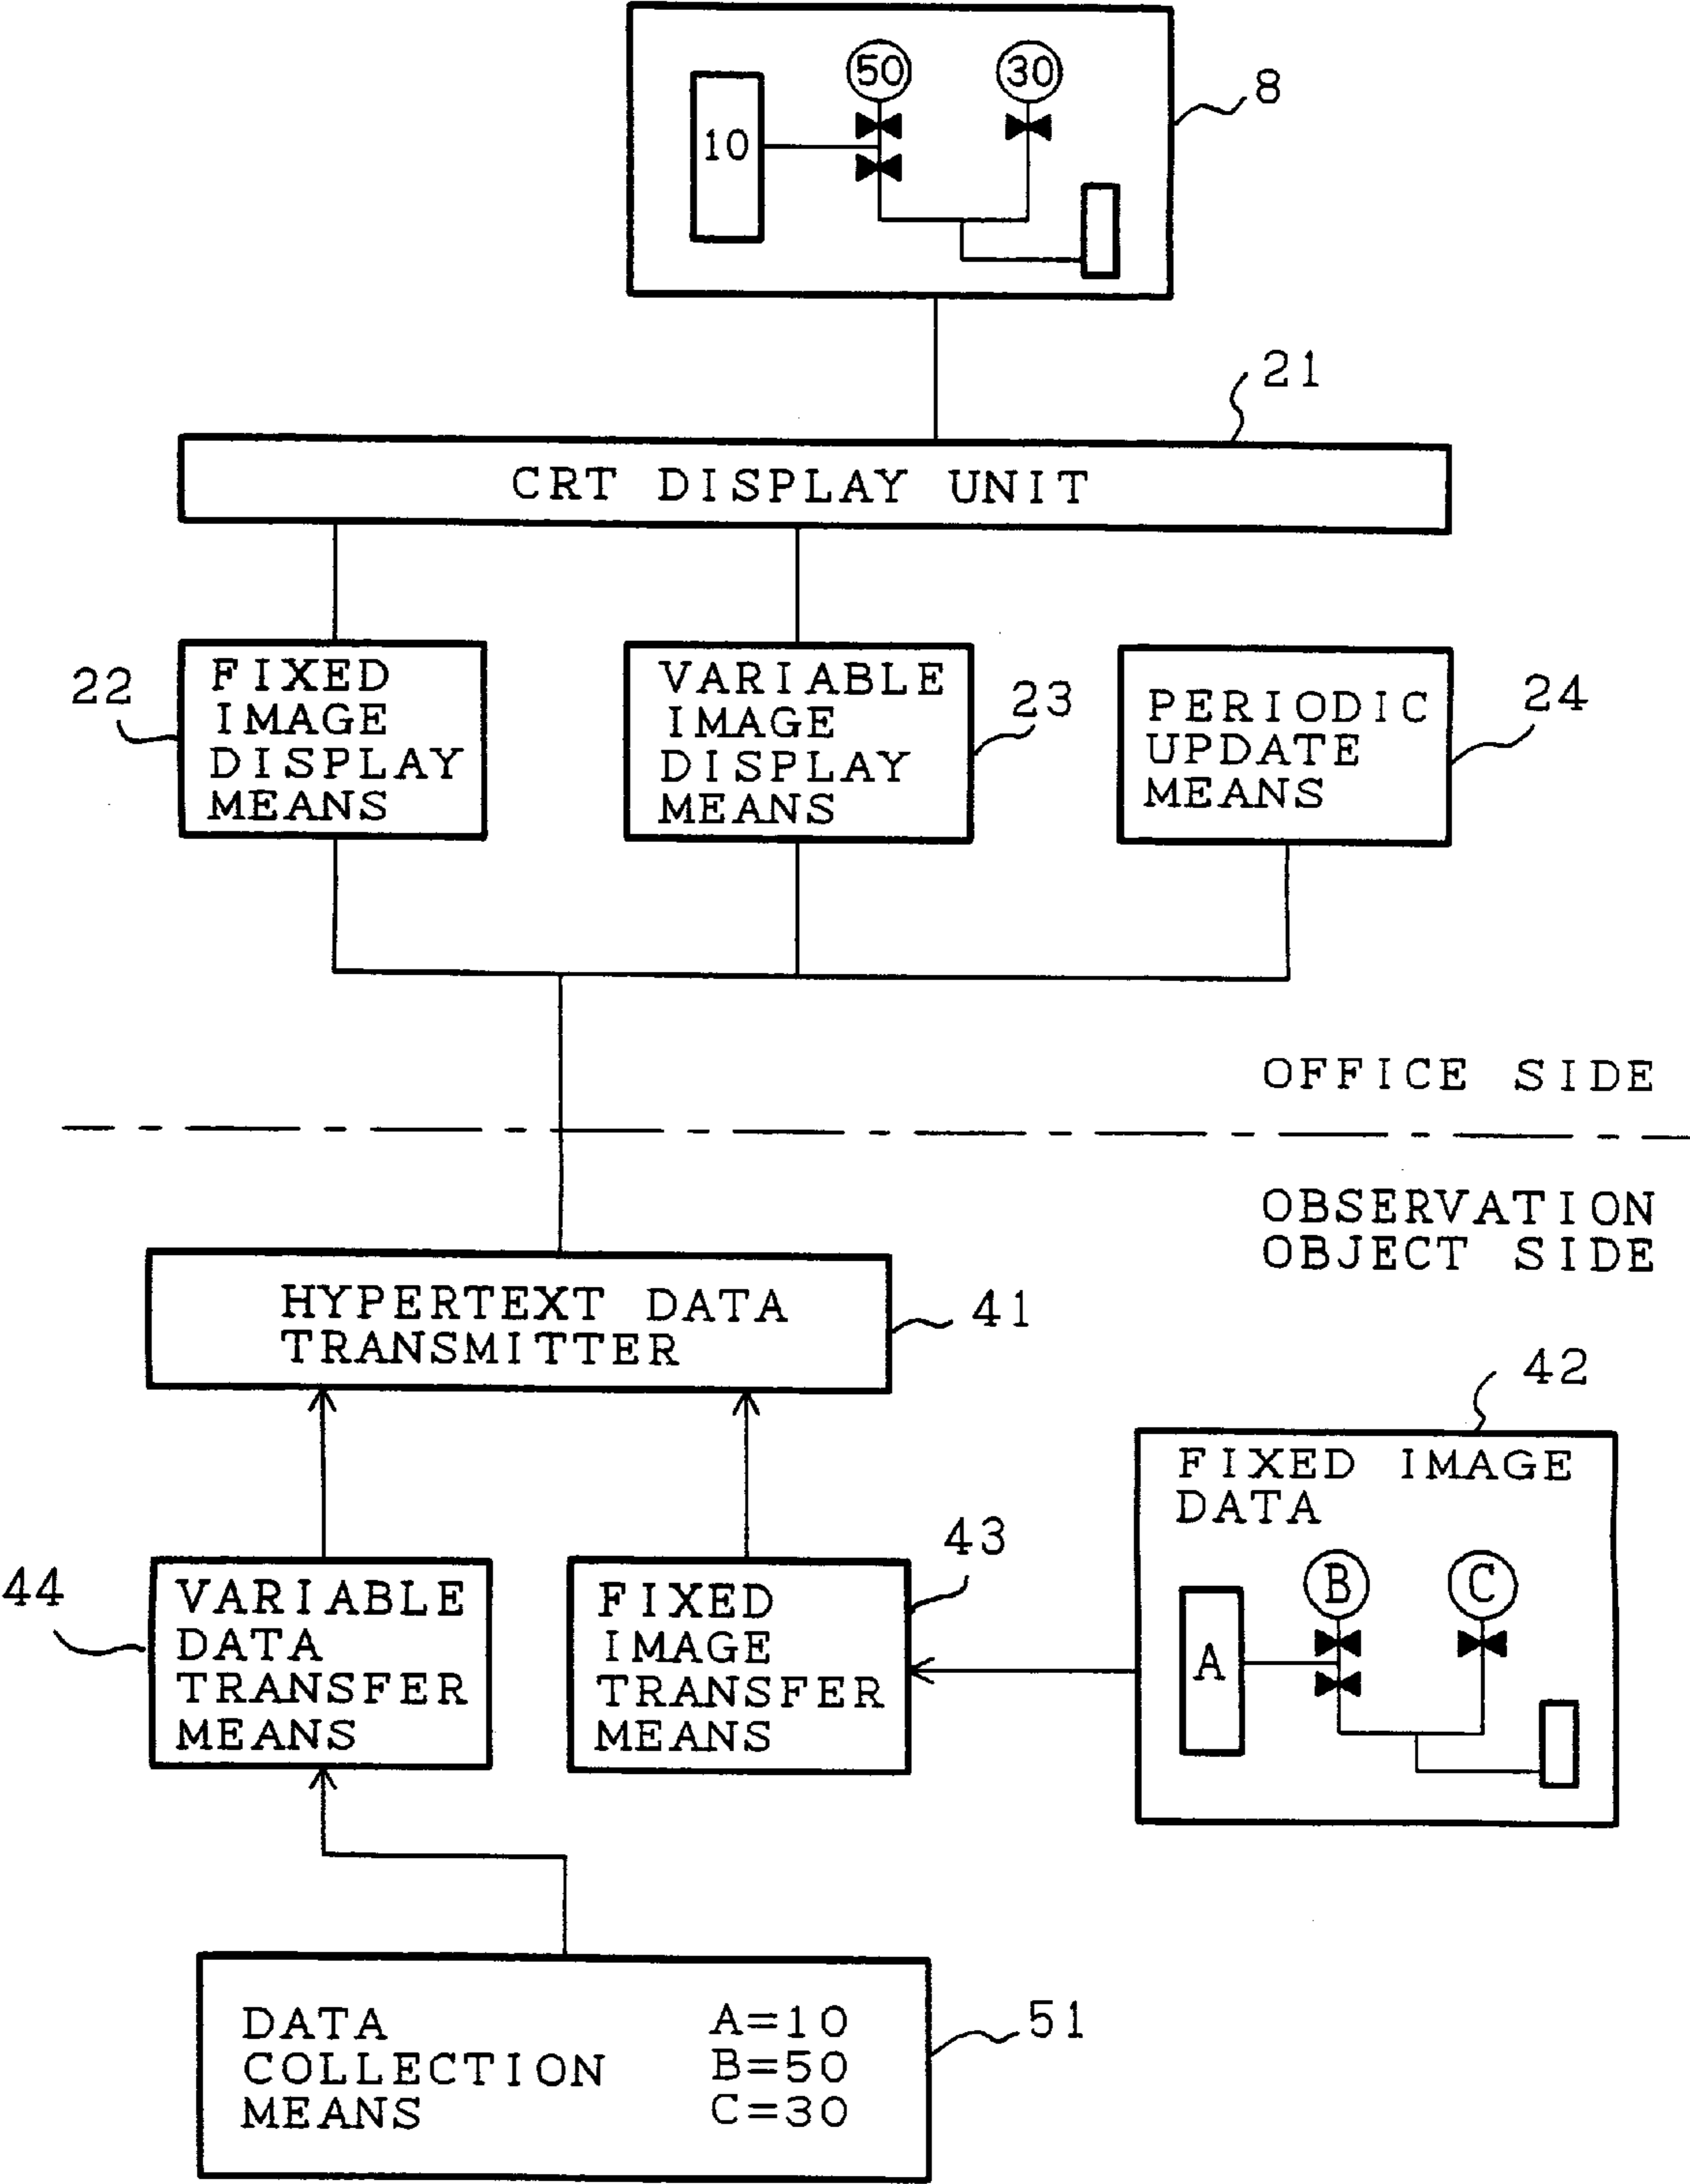 50 30
8
10
21
CRT DISPLAY UNIT
22
FIXED
IMAGE
DISPLAY
MEANS
VARIABLE
IMAGE
DISPLAY
MEANS
23
PERIODIC
UPDATE
MEANS
24
OFFICE SIDE
OBSERVATION
OBJECT SIDE
HYPERTEXT DATA
TRANSMITTER
41
42
FIXED IMAGE
DATA
B C
A
43
44
VARIABLE
DATA
TRANSFER
MEANS
FIXED
IMAGE
TRANSFER
MEANS
DATA
COLLECTION
MEANS
A=10
B=50
C=30
51